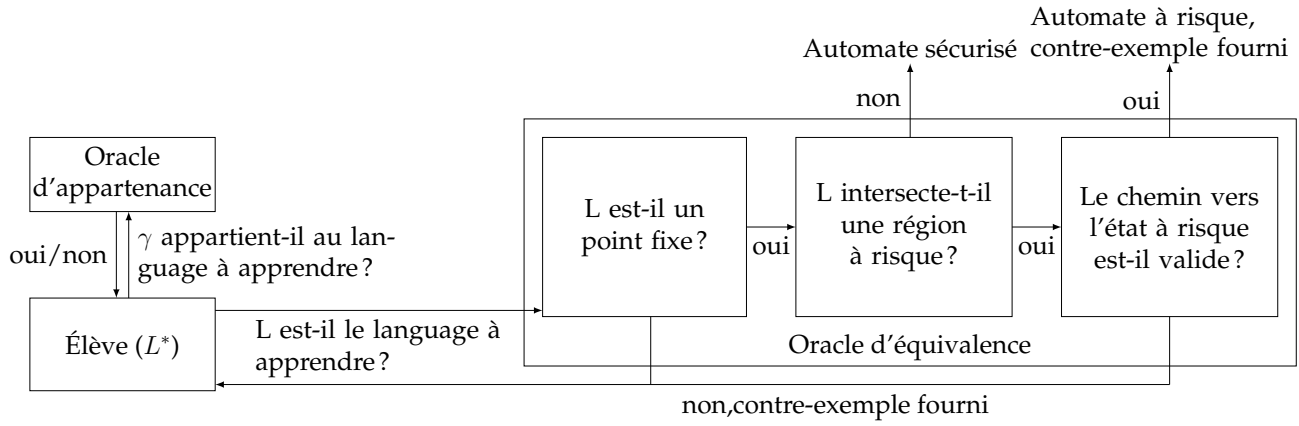 Automate à risque,
contre-exemple fourni
Automate sécurisé
non
oui
Oracle
d'appartenance
oui/non
γ appartient-il au lan-
guage à apprendre ?
Élève (L*)
L est-il le language à
apprendre ?
L est-il un
point fixe ?
oui
L intersecte-t-il
une région
à risque ?
oui
Le chemin vers
l'état à risque
est-il valide ?
Oracle d'équivalence
non,contre-exemple fourni